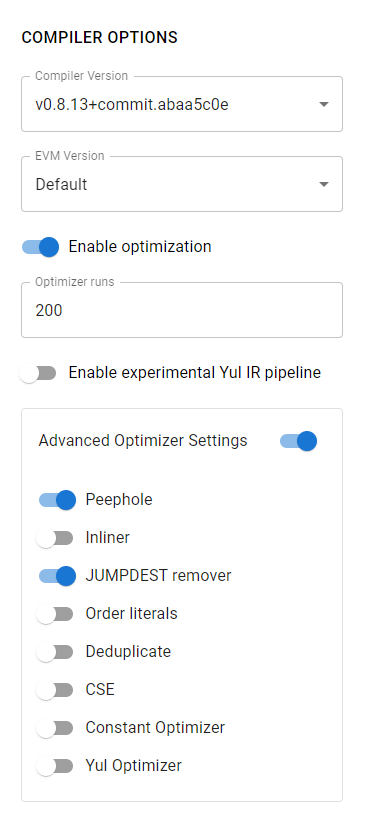 COMPILER OPTIONS
Compiler Version
v0.8.13+commit.abaa5c0e
EVM Version
Default
Enable optimization
Optimizer runs
200
Enable experimental Yul IR pipeline
Advanced Optimizer Settings
Peephole
Inliner
JUMPDEST remover
Order literals
Deduplicate
CSE
Constant Optimizer
Yul Optimizer